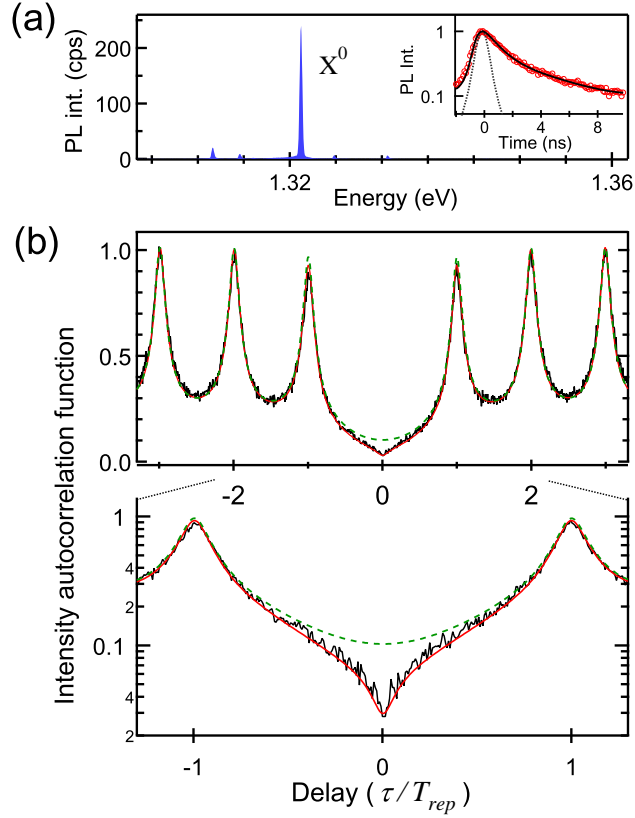 (a)
PL int. (cps)
200
100
0
X⁰
PL Int.
1
0.1
0
4
8
Time (ns)
1.32
1.36
Energy (eV)
(b)
Intensity autocorrelation function
1.0
0.5
0.0
-2
0
2
1
4
2
0.1
4
2
-1
0
1
Delay ( τ/T_rep )